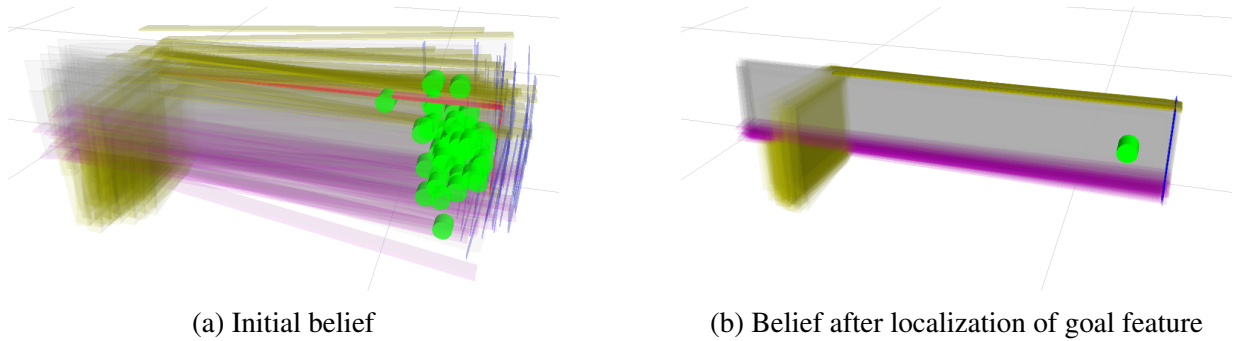 (a) Initial belief
(b) Belief after localization of goal feature